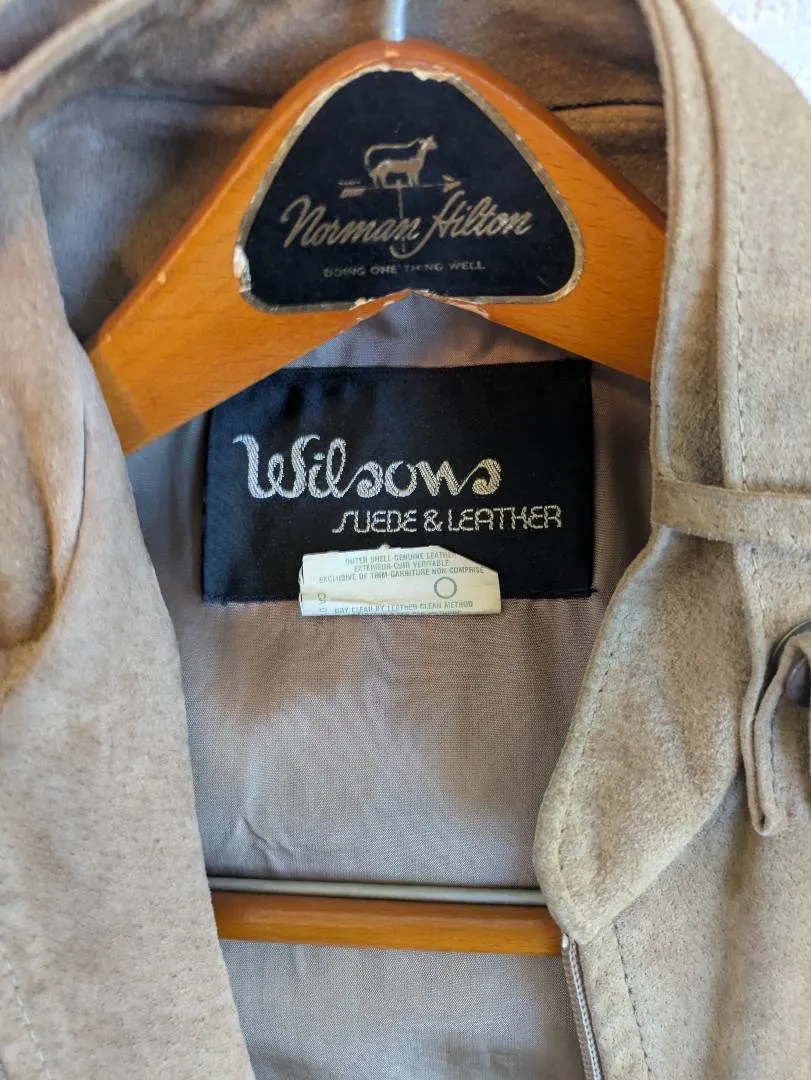 Norman Hilton
DOING ONE THING WELL
Wilsons
SUEDE & LEATHER
OUTER SHELL-GENUINE LEATHER
EXTERIEUR-CUIR VERITABLE
EXCLUSIVE OF TRIM-GARNITURE NON COMPRISE
DRY CLEAN BY LEATHER CLEAN METHOD